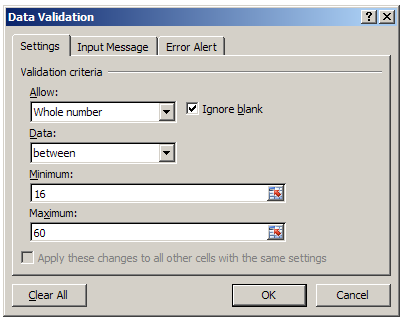 Data Validation
Settings Input Message Error Alert
Validation criteria
Allow:
Whole number Ignore blank
Data:
between
Minimum:
16
Maximum:
60
Apply these changes to all other cells with the same settings
Clear All OK Cancel